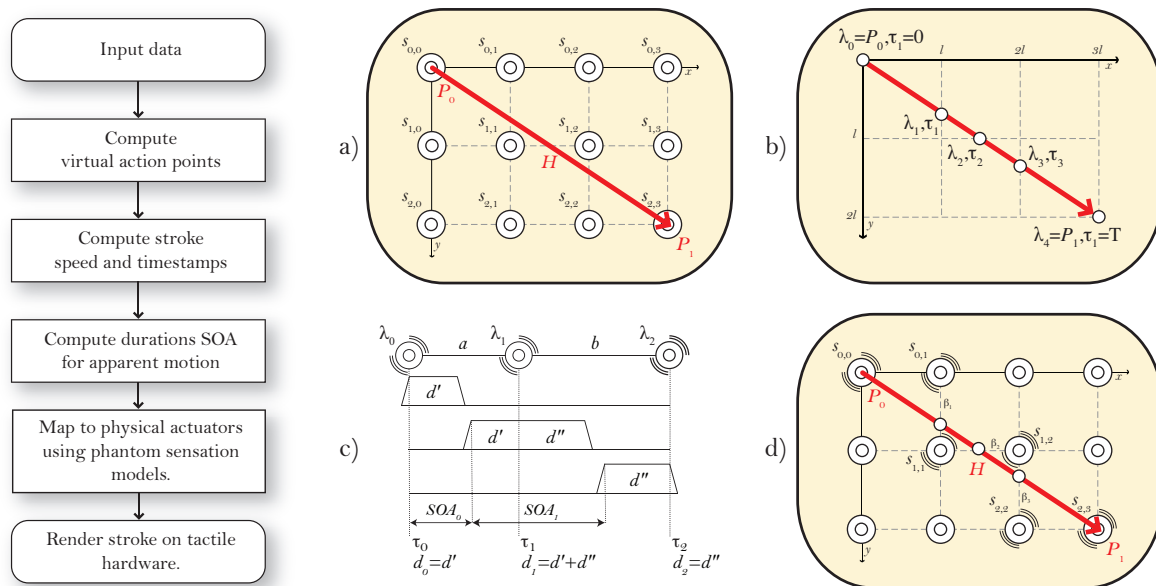 Input data
Compute
virtual action points
Compute stroke
speed and timestamps
Compute durations SOA
for apparent motion
Map to physical actuators
using phantom sensation
models.
Render stroke on tactile
hardware.
a)
s0,0 s0,1 s0,2 s0,3
x
P0
s1,0 s1,1 s1,2 s1,3
H
s2,0 s2,1 s2,2 s2,3
y
P1
b)
λ0=P0,τ1=0
l 2l 3l
x
λ1,τ1
l
λ2,τ2 λ3,τ3
2l
y
λ4=P1,τ1=T
c)
λ0 λ1 λ2
a b
d'
d' d''
d''
SOA0 SOA1
τ0 τ1 τ2
d0=d' d1=d'+d'' d2=d''
d)
s0,0 s0,1
x
P0
β1
β2 s1,2
s1,1 H
β3
s2,2 s2,3
y
P1